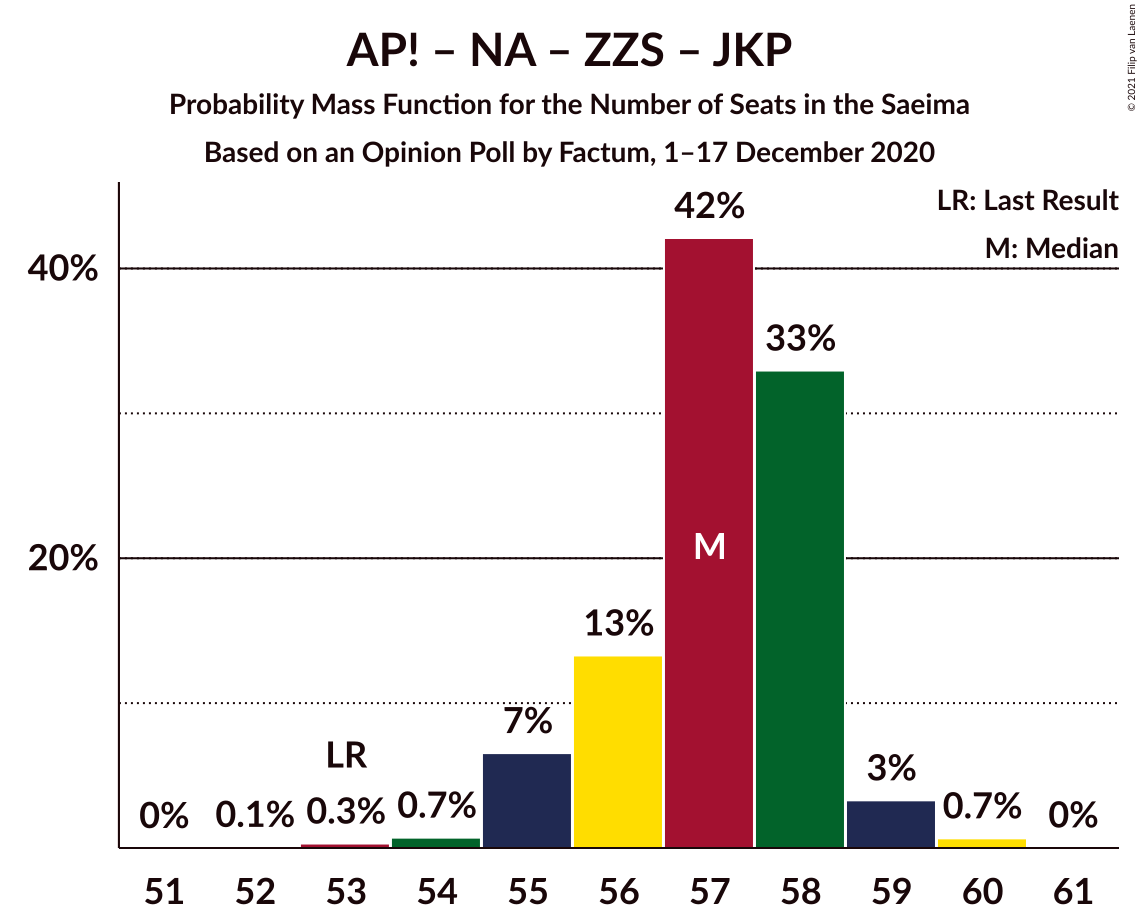 AP! – NA – ZZS – JKP
Probability Mass Function for the Number of Seats in the Saeima
Based on an Opinion Poll by Factum, 1–17 December 2020
© 2021 Filip van Laenen
LR: Last Result
M: Median
40%
20%
0%
0.1%
LR
0.3%
0.7%
7%
13%
42%
M
33%
3%
0.7%
0%
51 52 53 54 55 56 57 58 59 60 61